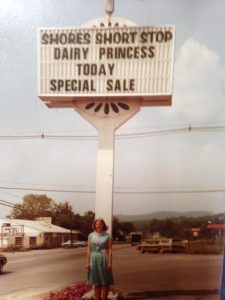 SHORES SHORT STOP
DAIRY PRINCESS
TODAY
SPECIAL SALE